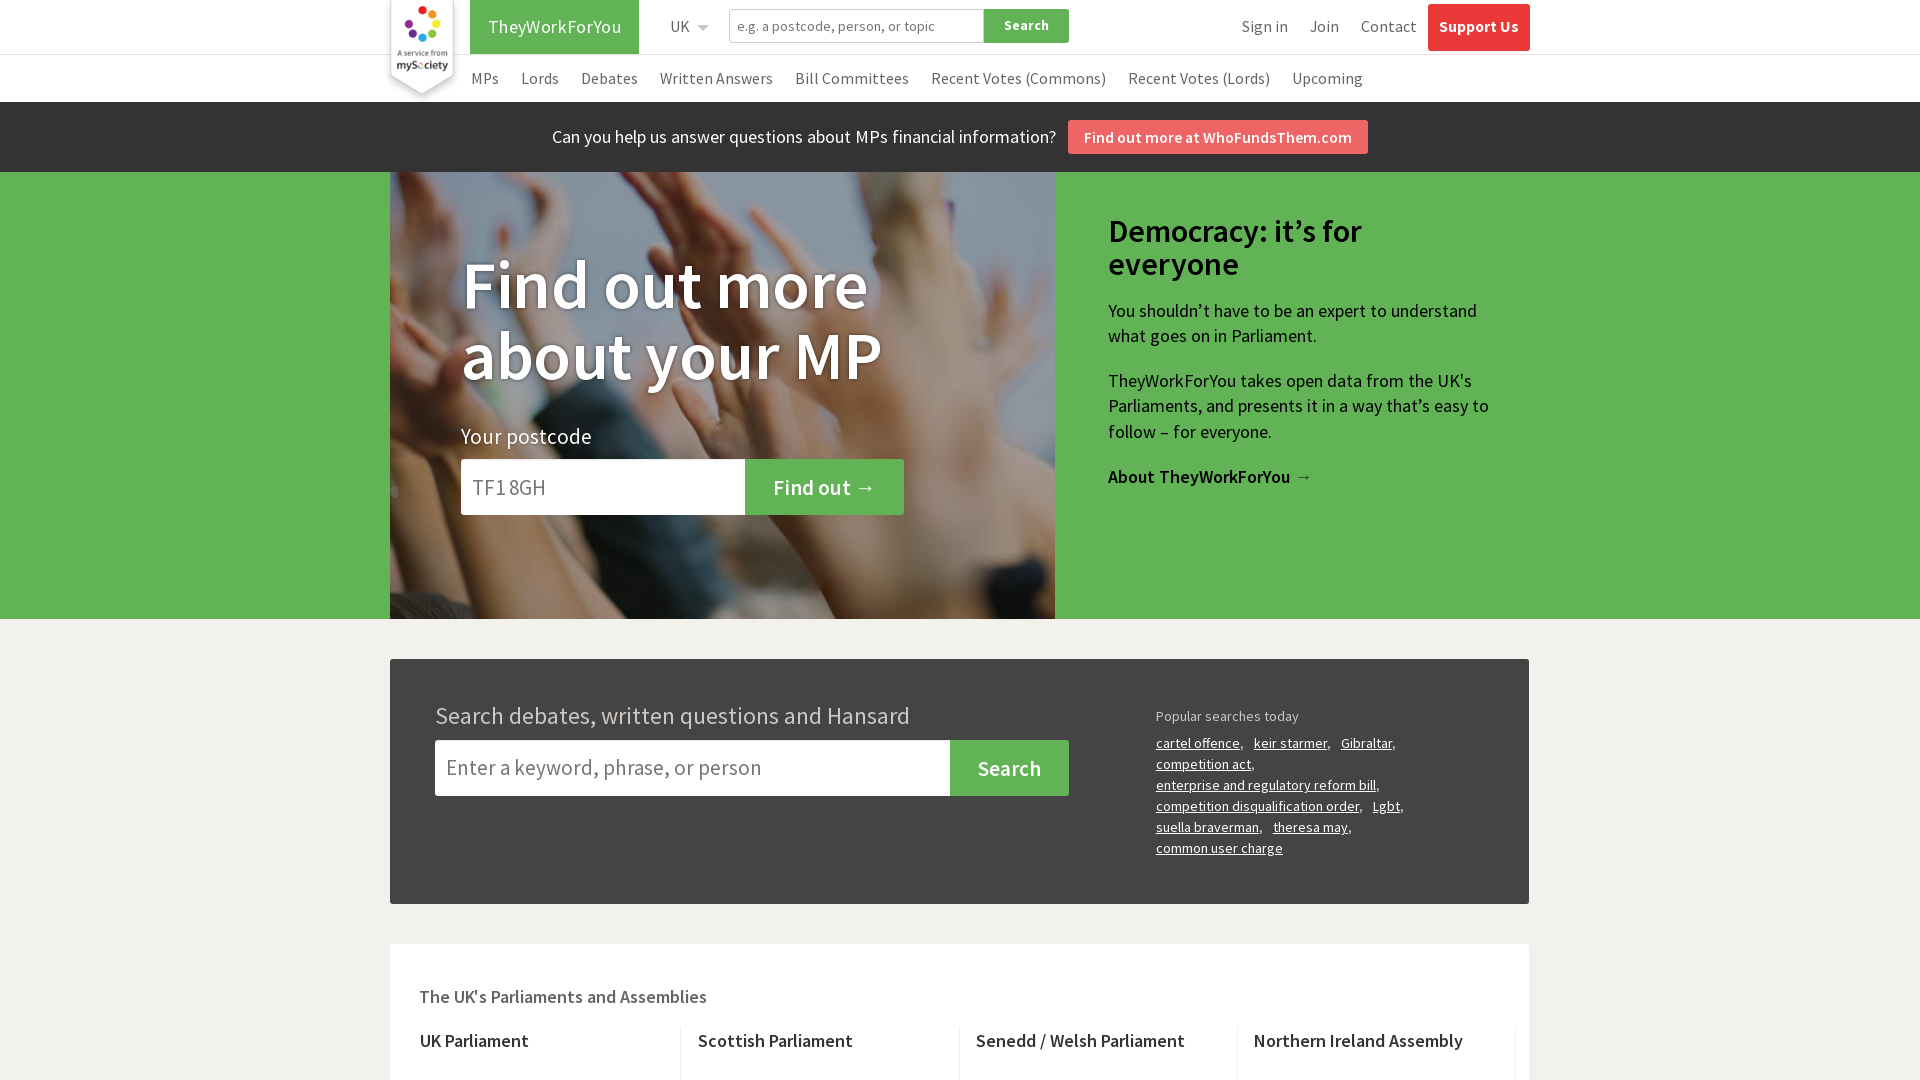 A service from
mySociety
TheyWorkForYou
UK
e.g. a postcode, person, or topic
Search
Sign in
Join
Contact
Support Us
MPs
Lords
Debates
Written Answers
Bill Committees
Recent Votes (Commons)
Recent Votes (Lords)
Upcoming
Can you help us answer questions about MPs financial information?
Find out more at WhoFundsThem.com
Find out more
about your MP
Your postcode
TF1 8GH
Find out →
Democracy: it’s for
everyone
You shouldn’t have to be an expert to understand
what goes on in Parliament.
TheyWorkForYou takes open data from the UK's
Parliaments, and presents it in a way that’s easy to
follow – for everyone.
About TheyWorkForYou →
Search debates, written questions and Hansard
Enter a keyword, phrase, or person
Search
Popular searches today
cartel offence, keir starmer, Gibraltar,
competition act,
enterprise and regulatory reform bill,
competition disqualification order, Lgbt,
suella braverman, theresa may,
common user charge
The UK's Parliaments and Assemblies
UK Parliament
Scottish Parliament
Senedd / Welsh Parliament
Northern Ireland Assembly